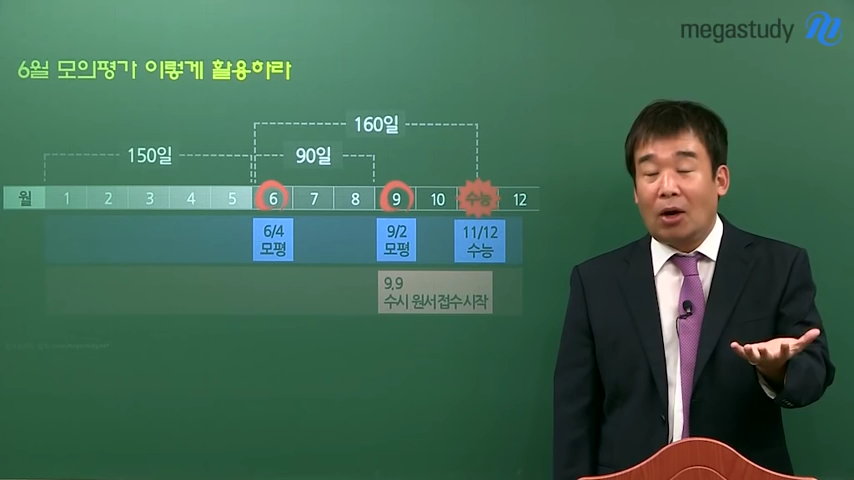 megastudy
6월 모의평가 이렇게 활용하라
160일
150일
90일
월 1 2 3 4 5 6 7 8 9 10 수능 12
6/4 9/2 11/12
모평 모평 수능
9.9
수시 원서접수 시작